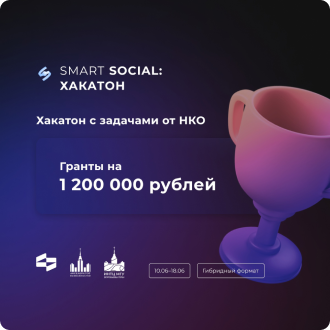 SMART SOCIAL:
ХАКАТОН
Хакатон с задачами от НКО
Гранты на
1 200 000 рублей
10.06–18.06
Гибридный формат